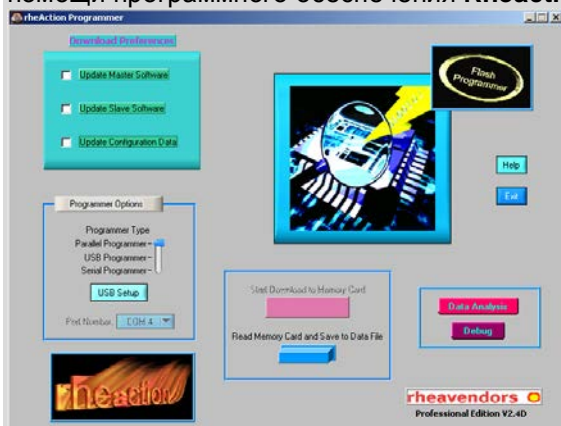 помощи программного обеспечения Rheact
rheAction Programmer
Download Preferences
Update Master Software
Update Slave Software
Update Configuration Data
Flash
Programmer
Help
Exit
Programmer Options
Programmer Type
Parallel Programmer
USB Programmer
Serial Programmer
USB Setup
Port Number
COM 4
Start Download to Memory Card
Read Memory Card and Save to Data File
Data Analysis
Debug
rheaction
rheavendors
Professional Edition V2.4D